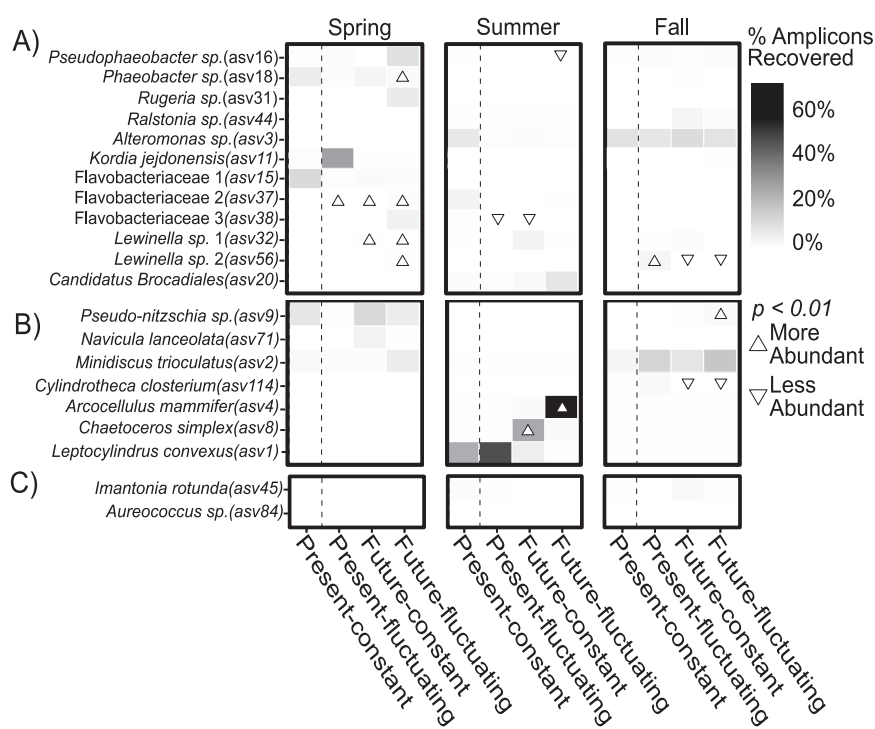 Spring Summer Fall
A)
Pseudophaeobacter sp.(asv16)
Phaeobacter sp.(asv18)
Rugeria sp.(asv31)
Ralstonia sp.(asv44)
Alteromonas sp.(asv3)
Kordia jejdonensis(asv11)
Flavobacteriaceae 1(asv15)
Flavobacteriaceae 2(asv37)
Flavobacteriaceae 3(asv38)
Lewinella sp. 1(asv32)
Lewinella sp. 2(asv56)
Candidatus Brocadiales(asv20)
% Amplicons
Recovered
60%
40%
20%
0%
B)
Pseudo-nitzschia sp.(asv9)
Navicula lanceolata(asv71)
Minidiscus trioculatus(asv2)
Cylindrotheca closterium(asv114)
Arcocellulus mammifer(asv4)
Chaetoceros simplex(asv8)
Leptocylindrus convexus(asv1)
p < 0.01
△ More
Abundant
▽ Less
Abundant
C)
Imantonia rotunda(asv45)
Aureococcus sp.(asv84)
Present-constant
Present-fluctuating
Future-constant
Future-fluctuating
Present-constant
Present-fluctuating
Future-constant
Future-fluctuating
Present-constant
Present-fluctuating
Future-constant
Future-fluctuating